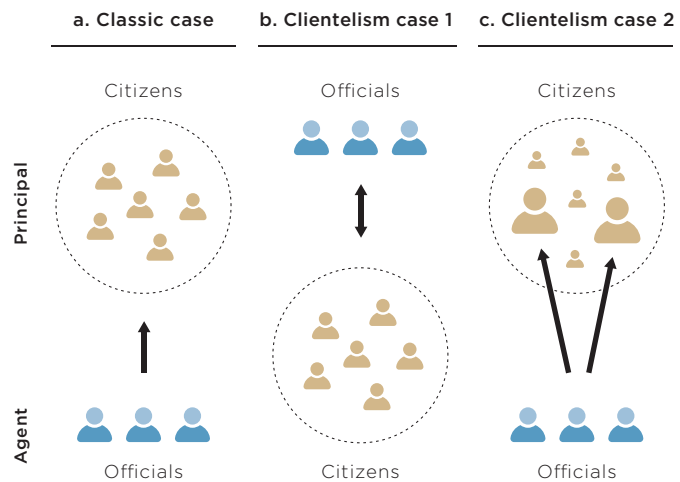 a. Classic case
b. Clientelism case 1
c. Clientelism case 2
Citizens
Officials
Citizens
Principal
Agent
Officials
Citizens
Officials